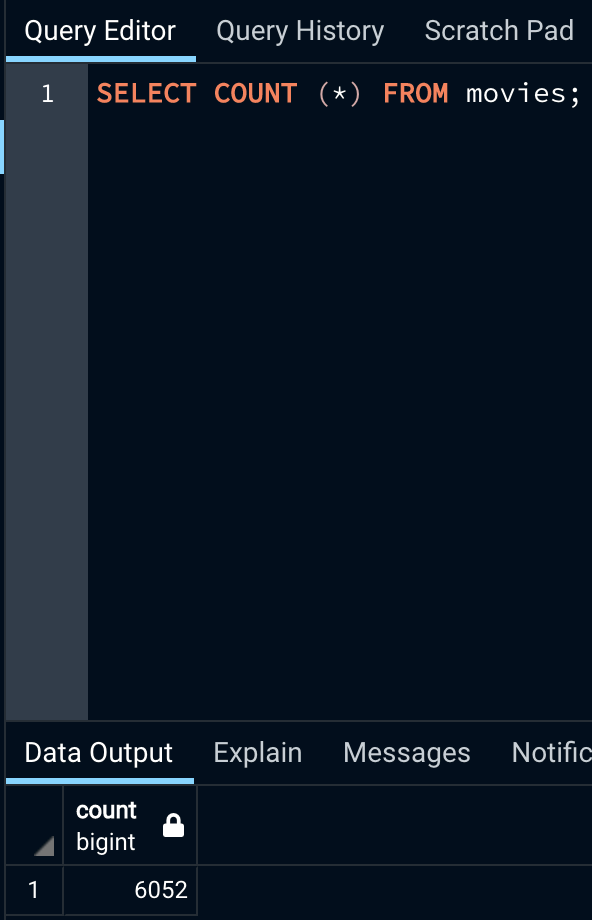 Query Editor Query History Scratch Pad
1 SELECT COUNT (*) FROM movies;
Data Output Explain Messages Notific
count
bigint
1 6052